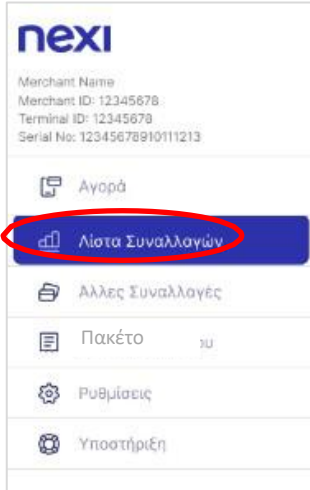 nexi
Merchant Name
Merchant ID: 12345678
Terminal ID: 12345678
Serial No: 12345678910111213
Αγορά
Λίστα Συναλλαγών
Άλλες Συναλλαγές
Πακέτο ου
Ρυθμίσεις
Υποστήριξη